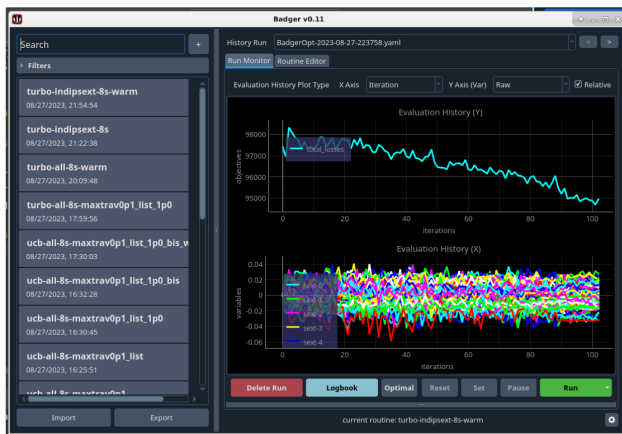 Badger v0.11
Search
+
Filters
turbo-indipsext-8s-warm
08/27/2023, 21:54:54
turbo-indipsext-8s
08/27/2023, 21:22:38
turbo-all-8s-warm
08/27/2023, 20:09:48
turbo-all-8s-maxtrav0p1_list_1p0
08/27/2023, 17:59:56
ucb-all-8s-maxtrav0p1_list_1p0_bis_w
08/27/2023, 17:30:03
ucb-all-8s-maxtrav0p1_list_1p0_bis
08/27/2023, 16:32:28
ucb-all-8s-maxtrav0p1_list_1p0
08/27/2023, 16:30:45
ucb-all-8s-maxtrav0p1_list
08/27/2023, 16:25:51
ucb-all-8s-maxtrav0p1
Import Export
History Run BadgerOpt-2023-08-27-223758.yaml < >
Run Monitor Routine Editor
Evaluation History Plot Type X Axis Iteration Y Axis (Var) Raw Relative
Evaluation History (Y)
98000
97000
96000
95000
objectives
Total_losses
0 20 40 60 80 100
iterations
Evaluation History (X)
0.04
0.02
0
-0.02
-0.04
-0.06
variables
sext-0
sext-1
sext-2
sext-3
sext-4
0 20 40 60 80 100
iterations
Delete Run Logbook Optimal Reset Set Pause Run
current routine: turbo-indipsext-8s-warm